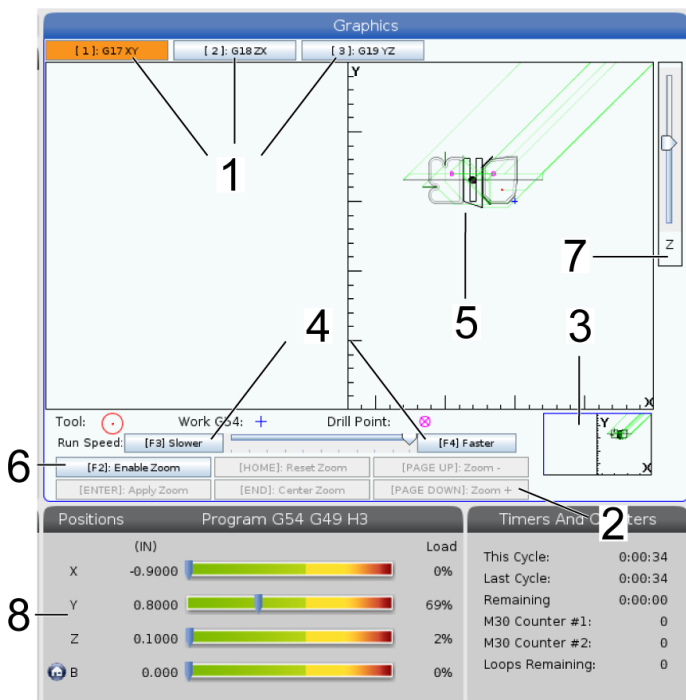 Graphics
[ 1 ]: G17 XY [ 2 ]: G18 ZX [ 3 ]: G19 YZ
Y
1
Z
7
5
4
3
X
Tool: Work G54: Drill Point:
X
Run Speed: [F3] Slower [F4] Faster
6
[F2]: Enable Zoom [HOME]: Reset Zoom [PAGE UP]: Zoom -
[ENTER]: Apply Zoom [END]: Center Zoom [PAGE DOWN]: Zoom +
2
Positions Program G54 G49 H3 Timers And Counters
(IN) Load
X -0.9000 0%
Y 0.8000 69%
Z 0.1000 2%
B 0.000 0%
8
This Cycle: 0:00:34
Last Cycle: 0:00:34
Remaining 0:00:00
M30 Counter #1: 0
M30 Counter #2: 0
Loops Remaining: 0